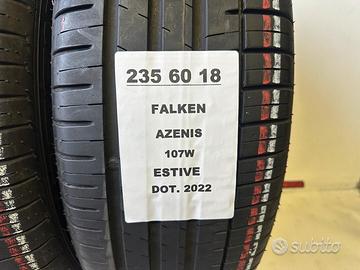 235 60 18
FALKEN
AZENIS
107W
ESTIVE
DOT. 2022
subito